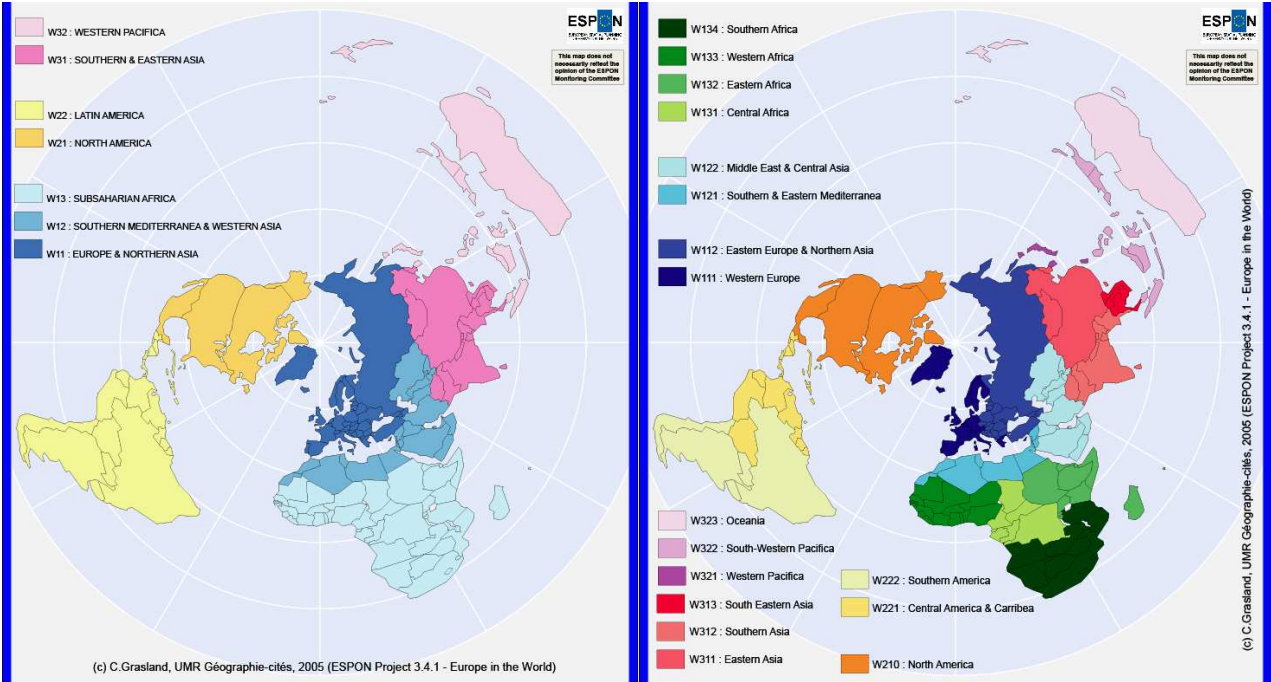 W32 : WESTERN PACIFICA
W31 : SOUTHERN & EASTERN ASIA
W22 : LATIN AMERICA
W21 : NORTH AMERICA
W13 : SUBSAHARIAN AFRICA
W12 : SOUTHERN MEDITERRANEA & WESTERN ASIA
W11 : EUROPE & NORTHERN ASIA
ESPON
This map does not
necessarily reflect the
opinion of the ESPON
Monitoring Committee
(c) C.Grasland, UMR Géographie-cités, 2005 (ESPON Project 3.4.1 - Europe in the World)
W134 : Southern Africa
W133 : Western Africa
W132 : Eastern Africa
W131 : Central Africa
W122 : Middle East & Central Asia
W121 : Southern & Eastern Mediterranea
W112 : Eastern Europe & Northern Asia
W111 : Western Europe
ESPON
This map does not
necessarily reflect the
opinion of the ESPON
Monitoring Committee
W323 : Oceania
W322 : South-Western Pacifica
W321 : Western Pacifica
W313 : South Eastern Asia
W312 : Southern Asia
W311 : Eastern Asia
W222 : Southern America
W221 : Central America & Carribea
W210 : North America
(c) C.Grasland, UMR Géographie-cités, 2005 (ESPON Project 3.4.1 - Europe in the World)